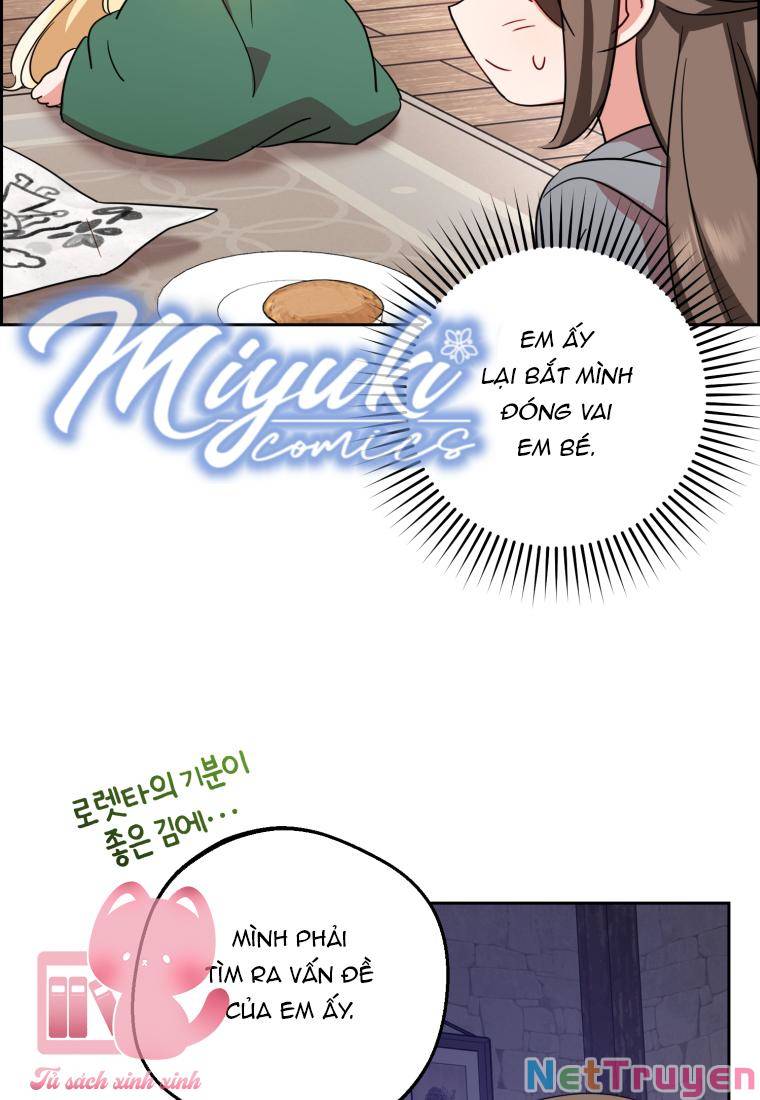 Miyuki
comics
EM ẤY
LẠI BẮT MÌNH
ĐÓNG VAI
EM BÉ.
로렛타의 기분이
좋은 김에...
MÌNH PHẢI
TÌM RA VẤN ĐỀ
CỦA EM ẤY.
Tủ sách xinh xinh
NetTruyen